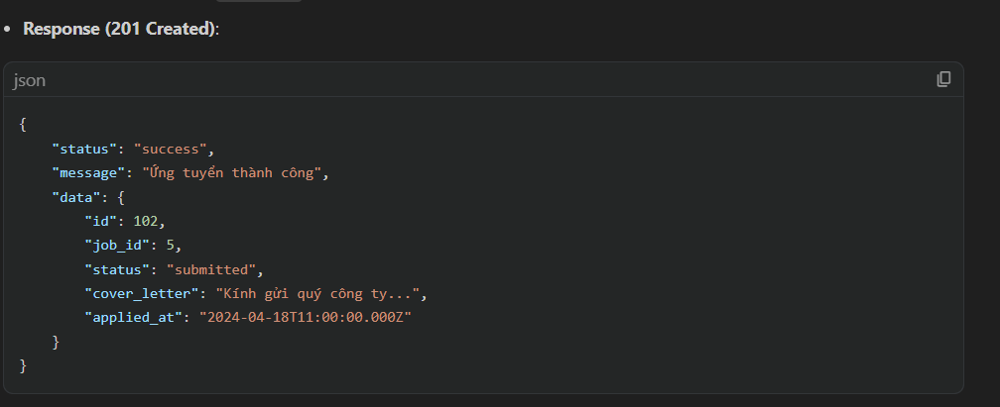 • Response (201 Created):
json
{
    "status": "success",
    "message": "Ứng tuyển thành công",
    "data": {
        "id": 102,
        "job_id": 5,
        "status": "submitted",
        "cover_letter": "Kính gửi quý công ty...",
        "applied_at": "2024-04-18T11:00:00.000Z"
    }
}